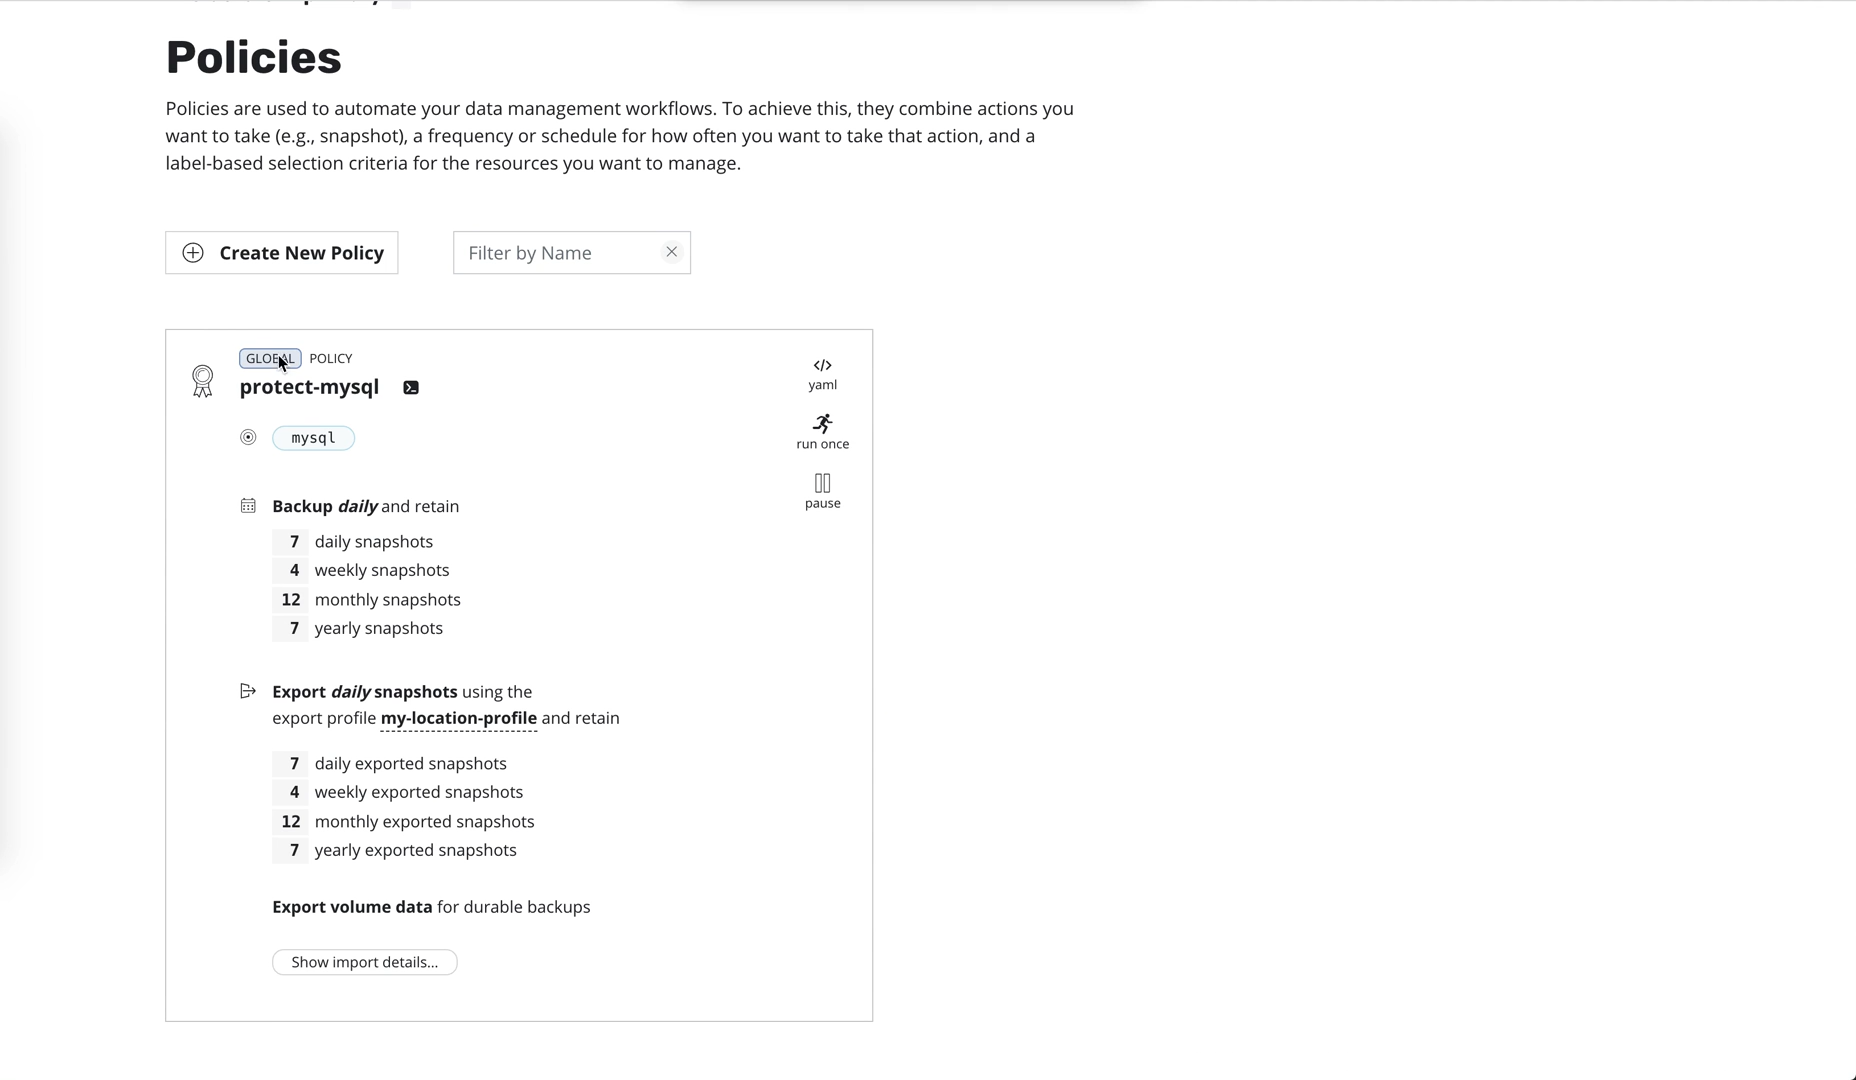 Policies
Policies are used to automate your data management workflows. To achieve this, they combine actions you
want to take (e.g., snapshot), a frequency or schedule for how often you want to take that action, and a
label-based selection criteria for the resources you want to manage.
Create New Policy
Filter by Name
GLOBAL POLICY
protect-mysql
yaml
mysql
run once
pause
Backup daily and retain
7 daily snapshots
4 weekly snapshots
12 monthly snapshots
7 yearly snapshots
Export daily snapshots using the
export profile my-location-profile and retain
7 daily exported snapshots
4 weekly exported snapshots
12 monthly exported snapshots
7 yearly exported snapshots
Export volume data for durable backups
Show import details...